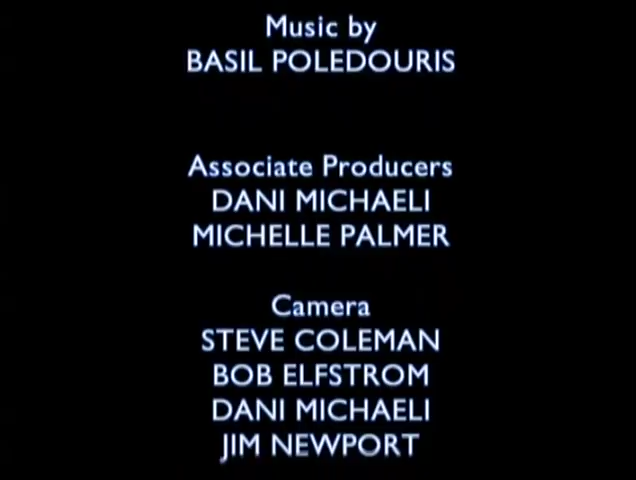 Music by
BASIL POLEDOURIS
Associate Producers
DANI MICHAELI
MICHELLE PALMER
Camera
STEVE COLEMAN
BOB ELFSTROM
DANI MICHAELI
JIM NEWPORT